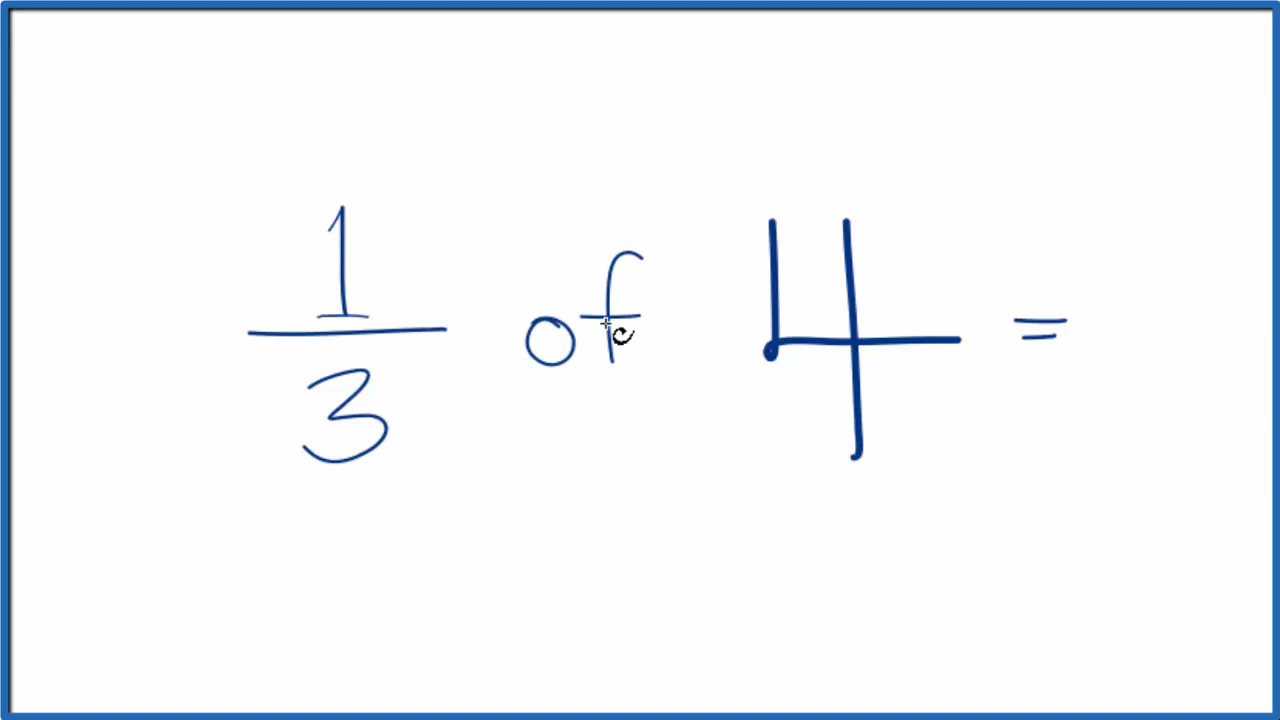 1/3 of 4 =